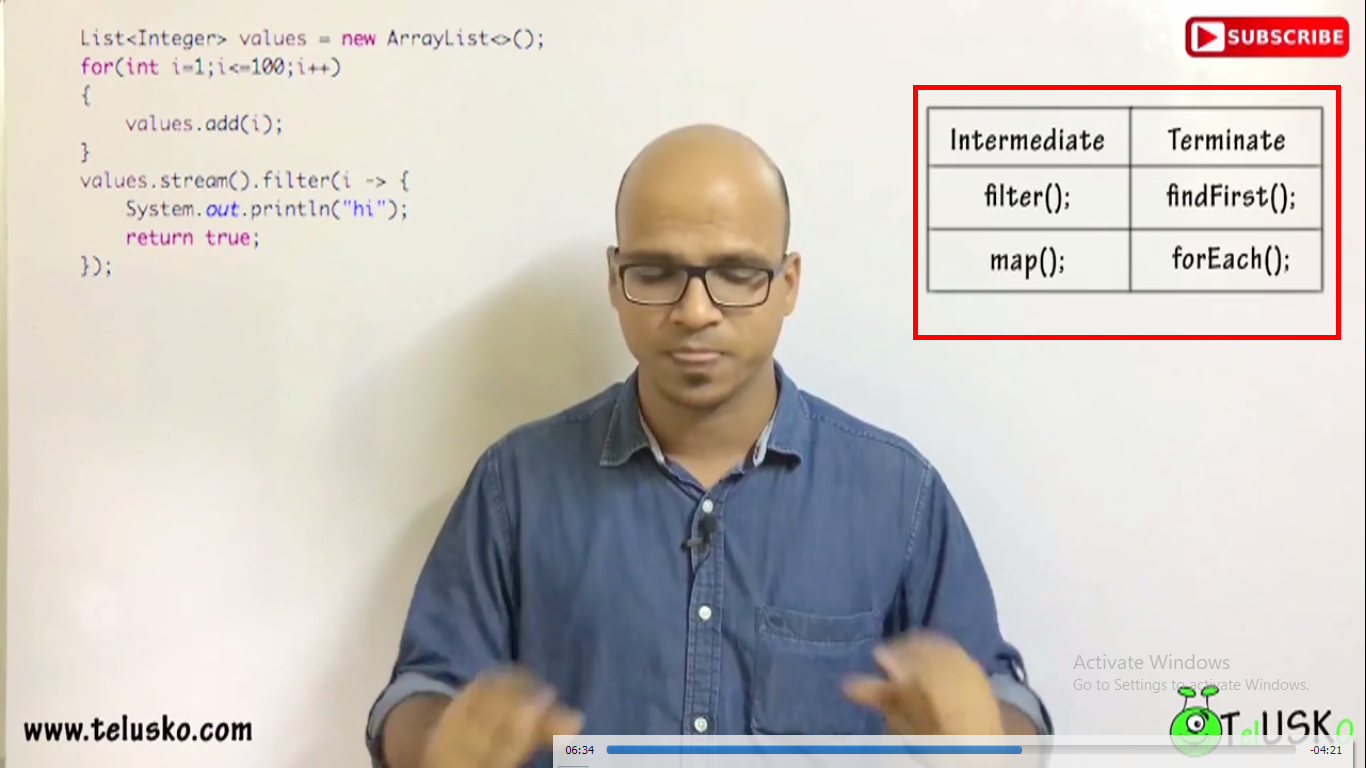 List<Integer> values = new ArrayList<>();
for(int i=1;i<=100;i++)
{
values.add(i);
}
values.stream().filter(i -> {
System.out.println("hi");
return true;
});
SUBSCRIBE
Intermediate Terminate
filter(); findFirst();
map(); forEach();
Activate Windows
Go to Settings to activate Windows.
www.telusko.com
TelUSKO
06:34 -04:21